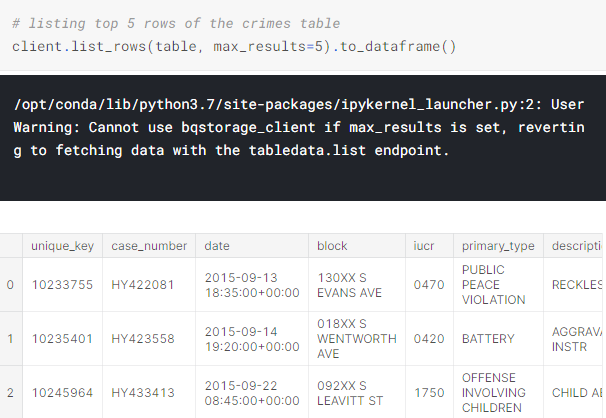 # listing top 5 rows of the crimes table
client.list_rows(table, max_results=5).to_dataframe()
/opt/conda/lib/python3.7/site-packages/ipykernel_launcher.py:2: User
Warning: Cannot use bqstorage_client if max_results is set, revertin
g to fetching data with the tabledata.list endpoint.
unique_key case_number date block iucr primary_type descripti
0 10233755 HY422081 2015-09-13 18:35:00+00:00 130XX S EVANS AVE 0470 PUBLIC PEACE VIOLATION RECKLES
1 10235401 HY423558 2015-09-14 19:20:00+00:00 018XX S WENTWORTH AVE 0420 BATTERY AGGRAVA INSTR
2 10245964 HY433413 2015-09-22 08:45:00+00:00 092XX S LEAVITT ST 1750 OFFENSE INVOLVING CHILDREN CHILD AB